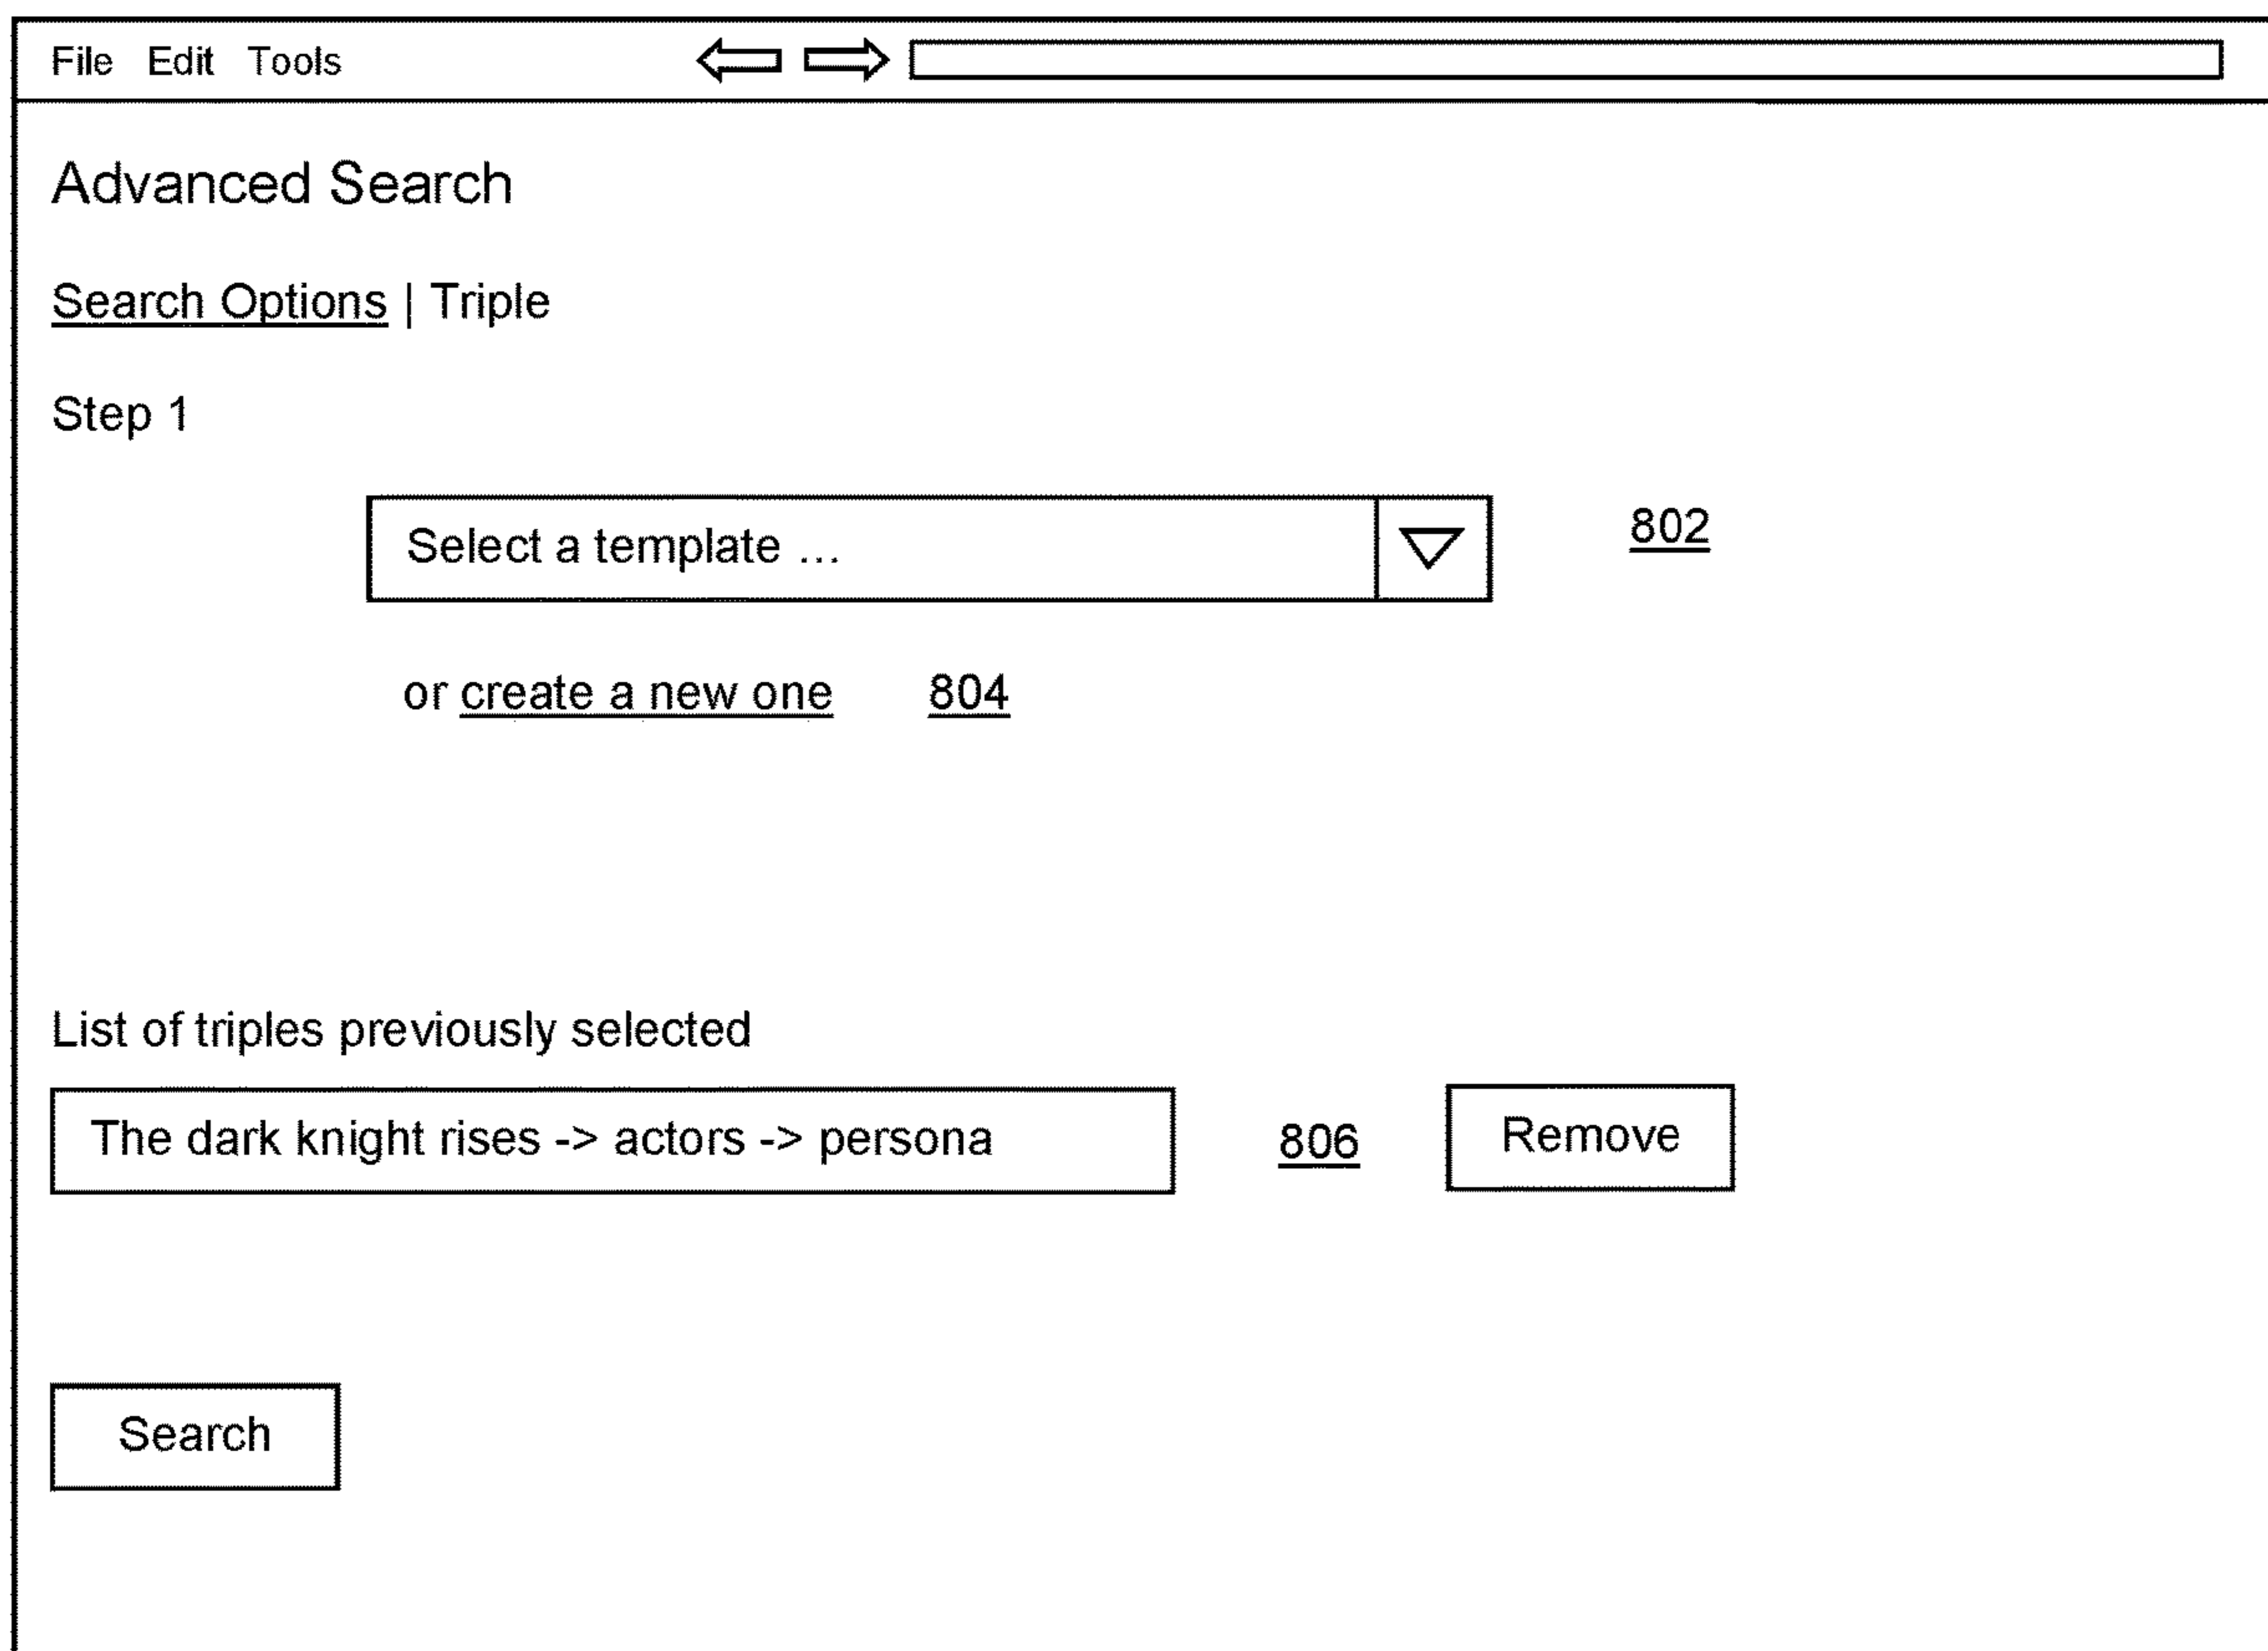 File Edit Tools
Advanced Search
Search Options | Triple
Step 1
Select a template ... 802
or create a new one 804
List of triples previously selected
The dark knight rises -> actors -> persona 806 Remove
Search